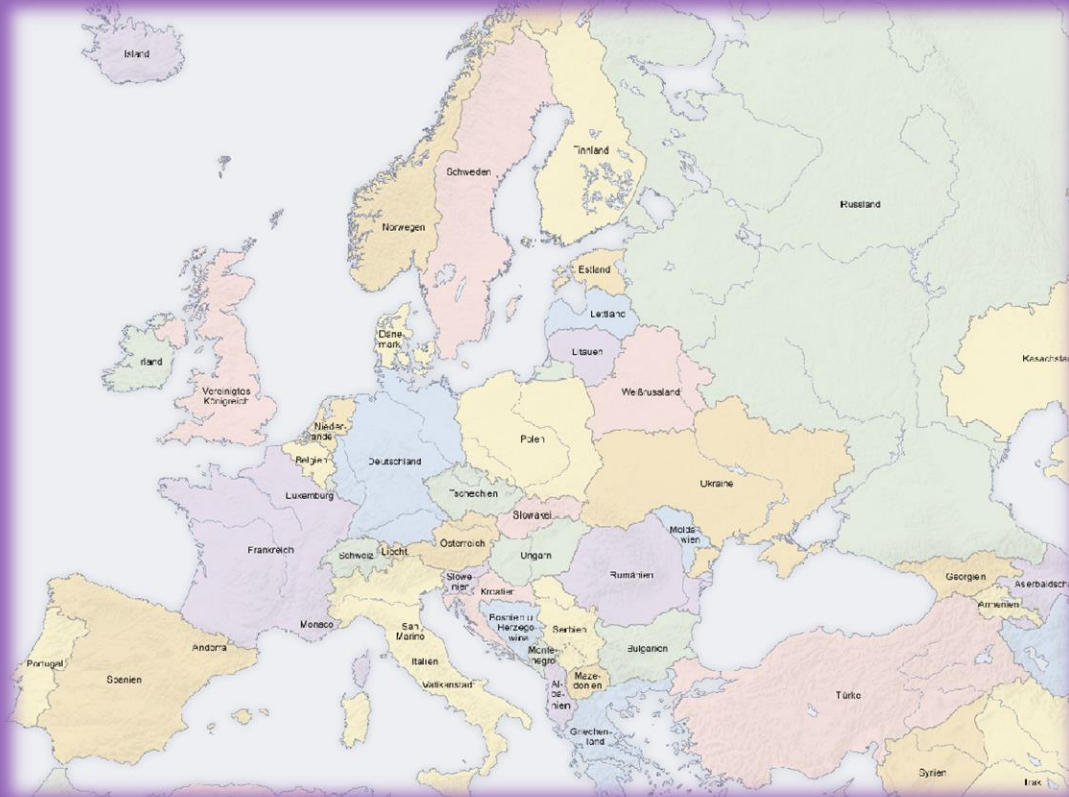 Island
Finnland
Schweden
Russland
Norwegen
Estland
Lettland
Däne
mark
Litauen
Irland
Kasachsta
Vereinigtes
Königreich
Weißrussland
Nieder-
lande
Polen
Belgien
Deutschland
Ukraine
Luxemburg
Tschechien
Slowakei
Moldа
wien
Österreich
Frankreich
Schweiz
Liecht.
Ungarn
Rumänien
Georgien
Slowe
nien
Aserbaidscha
Kroatien
Armenien
Bosnien u
Herzego
wina
Monaco
San
Marino
Serbien
Andorra
Bulgarien
Monte-
negro
Portugal
Italien
Spanien
Vatikanstadt
Maze-
donien
Al-
ba-
nien
Türke
Griechen-
land
Syrien
Irak